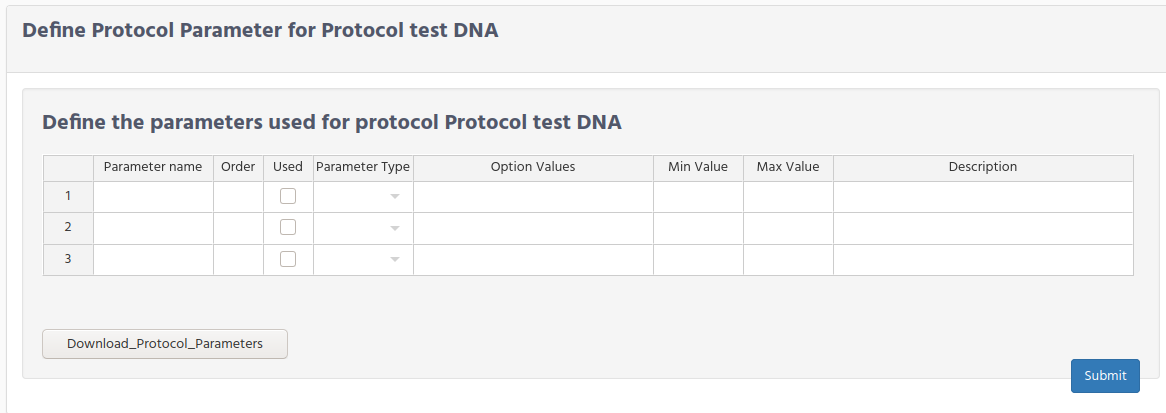 Define Protocol Parameter for Protocol test DNA
Define the parameters used for protocol Protocol test DNA
Parameter name Order Used Parameter Type Option Values Min Value Max Value Description
1
2
3
Download_Protocol_Parameters
Submit